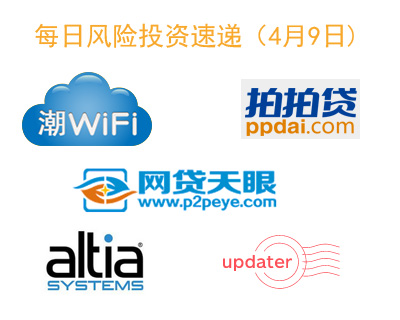 每日风险投资速递（4月9日）
潮WiFi
拍拍贷
ppdai.com
网贷天眼
www.p2peye.com
altia®
SYSTEMS
updater